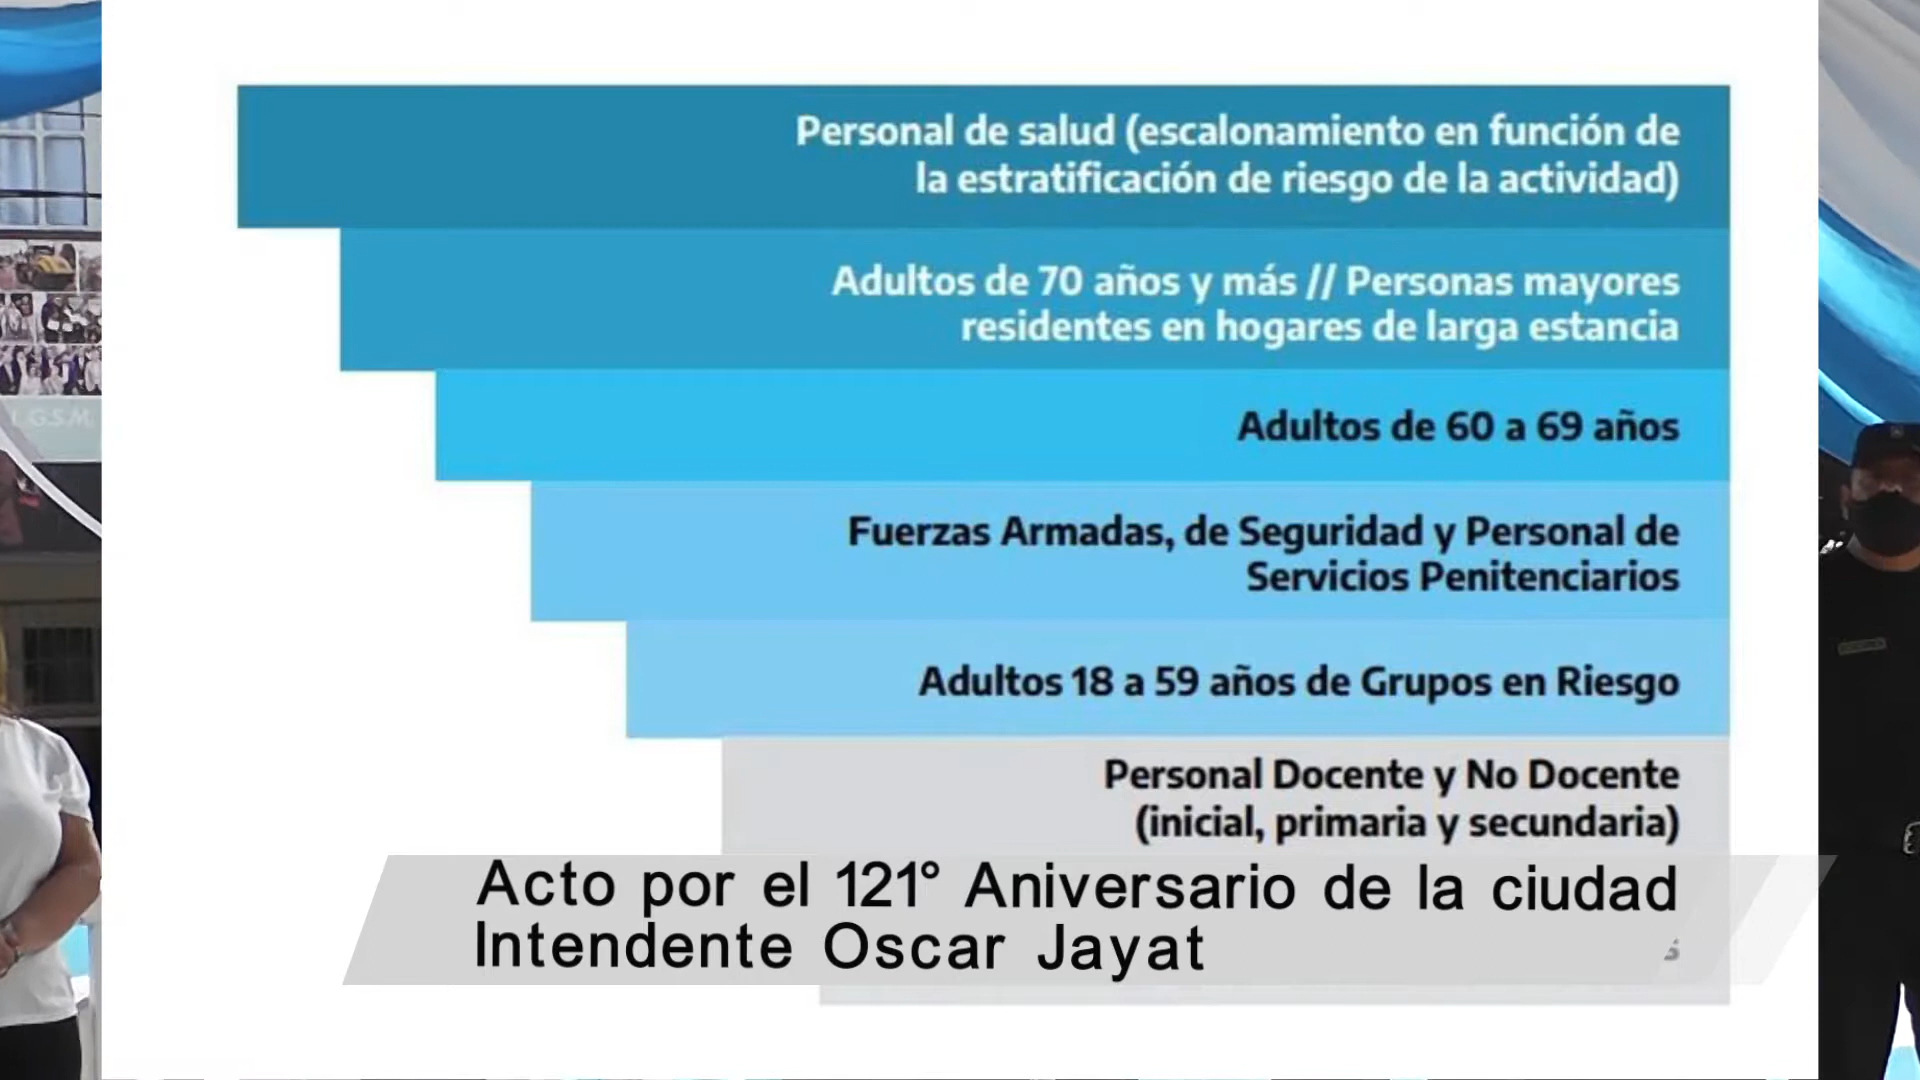 Personal de salud (escalonamiento en función de
la estratificación de riesgo de la actividad)
Adultos de 70 años y más // Personas mayores
residentes en hogares de larga estancia
Adultos de 60 a 69 años
Fuerzas Armadas, de Seguridad y Personal de
Servicios Penitenciarios
Adultos 18 a 59 años de Grupos en Riesgo
Personal Docente y No Docente
(inicial, primaria y secundaria)
Acto por el 121° Aniversario de la ciudad
Intendente Oscar Jayat
G.S.M.